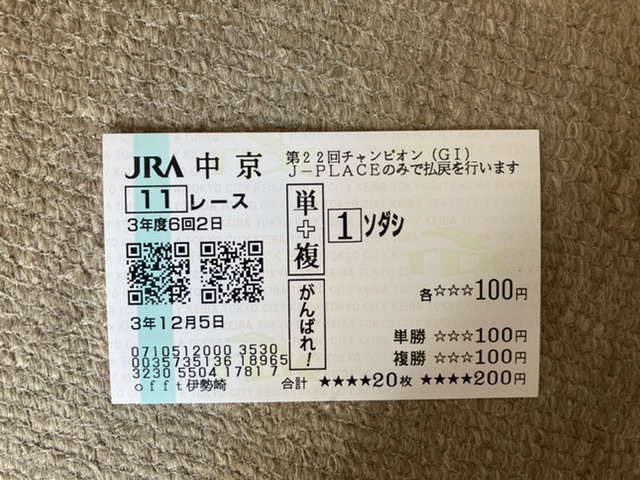 JRA 中京
第22回チャンピオン(GI)
J-PLACEのみで払戻を行います
11 レース
3年度6回2日
単+複
がんばれ!
1 ソダシ
各☆☆☆100円
3年12月5日
単勝 ☆☆☆100円
複勝 ☆☆☆100円
0710512000 3530
0035735136 18965
3230 5504 1781 7
offt伊勢崎
合計 ★★★★20枚 ★★★★200円